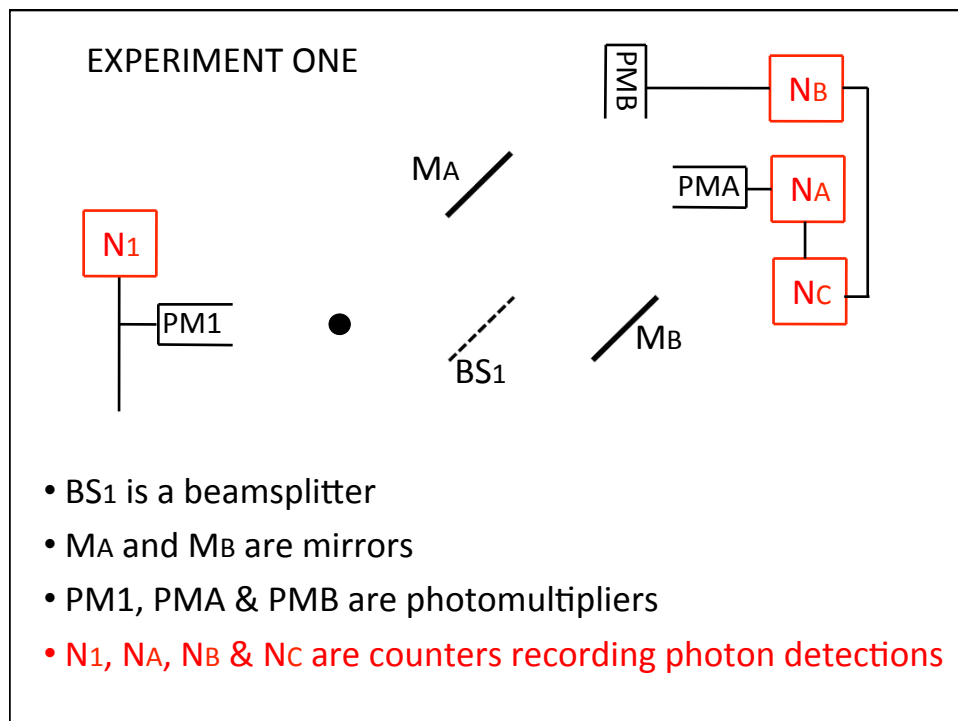 EXPERIMENT ONE
PMB
NB
MA
PMA
NA
N1
NC
PM1
MB
BS1
• BS1 is a beamsplitter
• MA and MB are mirrors
• PM1, PMA & PMB are photomultipliers
• N1, NA, NB & NC are counters recording photon detections